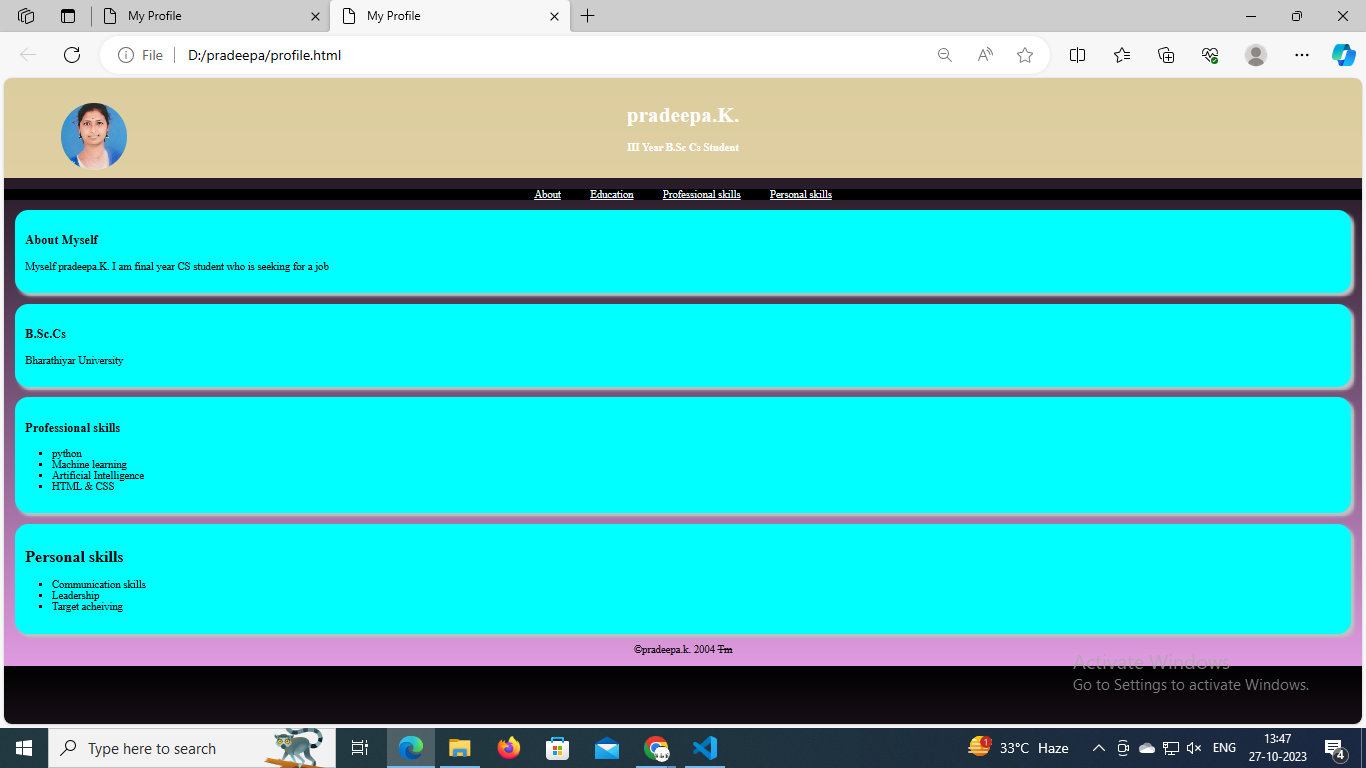 My Profile
My Profile
File
D:/pradeepa/profile.html
pradeepa.K.
III Year B.Sc Cs Student
About Education Professional skills Personal skills
About Myself
Myself pradeepa.K. I am final year CS student who is seeking for a job
B.Sc.Cs
Bharathiyar University
Professional skills
python
Machine learning
Artificial Intelligence
HTML & CSS
Personal skills
Communication skills
Leadership
Target acheiving
©pradeepa.k. 2004 Tm
Activate Windows
Go to Settings to activate Windows.
Type here to search
1
33°C Haze
ENG
13:47
27-10-2023
4